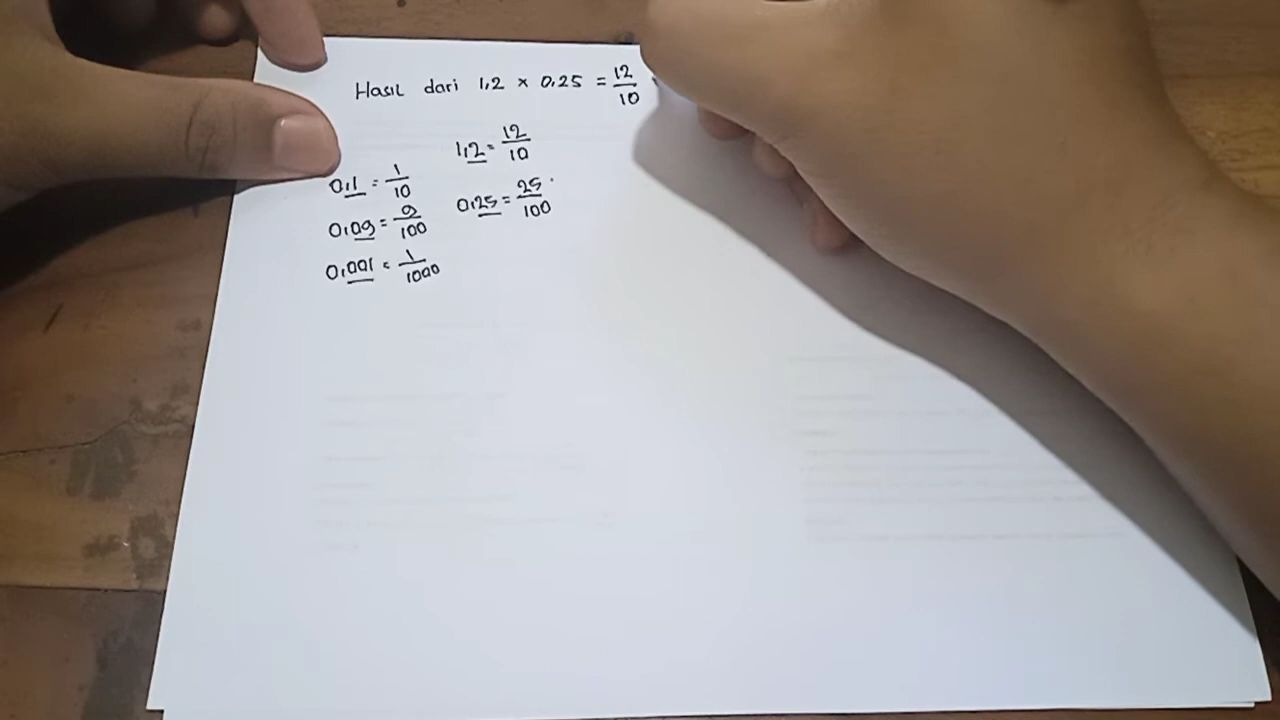 Hasil dari 1,2 × 0,25 = 12/10
1,2 = 12/10
0,1 = 1/10
0,25 = 25/100
0,09 = 9/100
0,001 = 1/1000